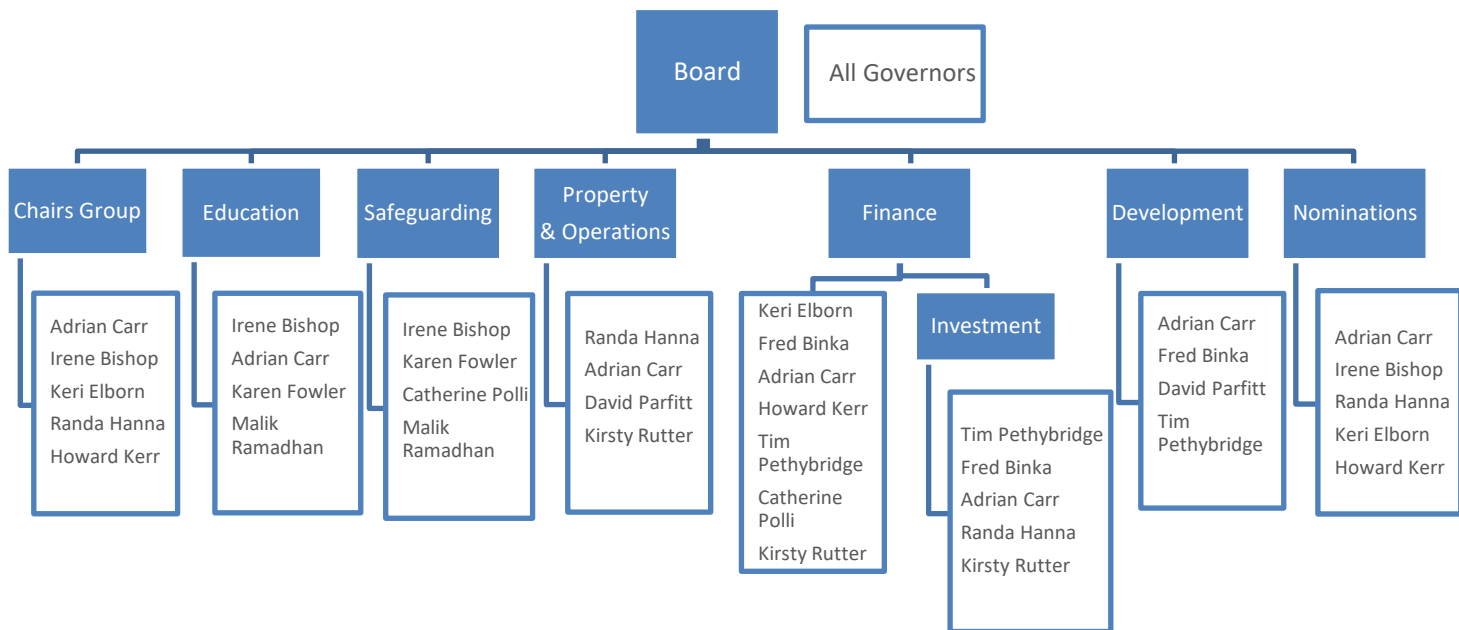 Board
All Governors
Chairs Group
Education
Safeguarding
Property
& Operations
Finance
Development
Nominations
Adrian Carr
Irene Bishop
Keri Elborn
Randa Hanna
Howard Kerr
Irene Bishop
Adrian Carr
Karen Fowler
Malik
Ramadhan
Irene Bishop
Karen Fowler
Catherine Polli
Malik
Ramadhan
Randa Hanna
Adrian Carr
David Parfitt
Kirsty Rutter
Keri Elborn
Fred Binka
Adrian Carr
Howard Kerr
Tim
Pethybridge
Catherine
Polli
Kirsty Rutter
Investment
Tim Pethybridge
Fred Binka
Adrian Carr
Randa Hanna
Kirsty Rutter
Adrian Carr
Fred Binka
David Parfitt
Tim
Pethybridge
Adrian Carr
Irene Bishop
Randa Hanna
Keri Elborn
Howard Kerr